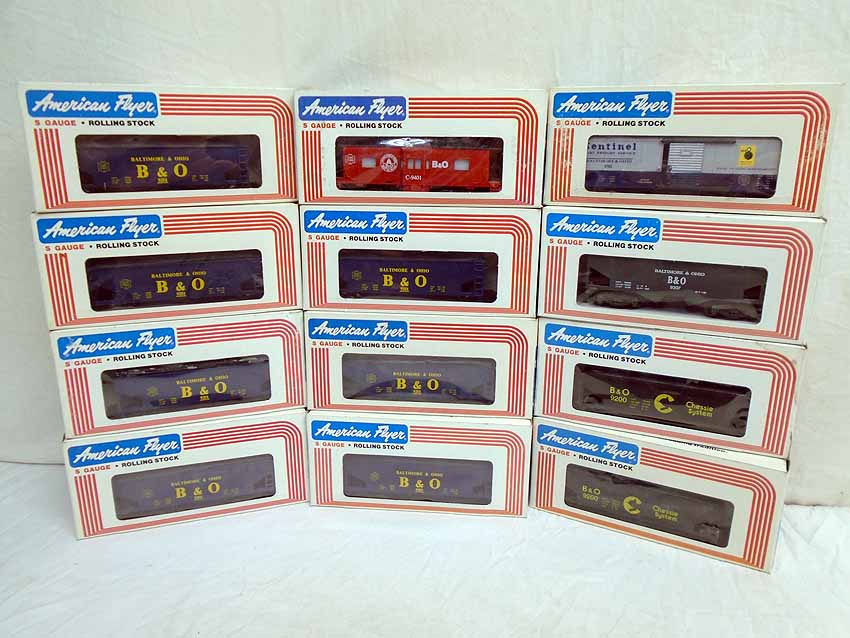 American Flyer
S GAUGE • ROLLING STOCK
BALTIMORE & OHIO
B & O
American Flyer
S GAUGE • ROLLING STOCK
B&O
C-9401
American Flyer
S GAUGE • ROLLING STOCK
Sentinel
BALTIMORE & OHIO
American Flyer
S GAUGE • ROLLING STOCK
BALTIMORE & OHIO
B & O
American Flyer
S GAUGE • ROLLING STOCK
BALTIMORE & OHIO
B & O
American Flyer
S GAUGE • ROLLING STOCK
BALTIMORE & OHIO
B&O
9207
American Flyer
S GAUGE • ROLLING STOCK
BALTIMORE & OHIO
B & O
American Flyer
S GAUGE • ROLLING STOCK
BALTIMORE & OHIO
B & O
American Flyer
S GAUGE • ROLLING STOCK
B&O
9200
Chessie
System
American Flyer
S GAUGE • ROLLING STOCK
BALTIMORE & OHIO
B & O
American Flyer
S GAUGE • ROLLING STOCK
BALTIMORE & OHIO
B & O
American Flyer
S GAUGE • ROLLING STOCK
B&O
9200
Chessie
System